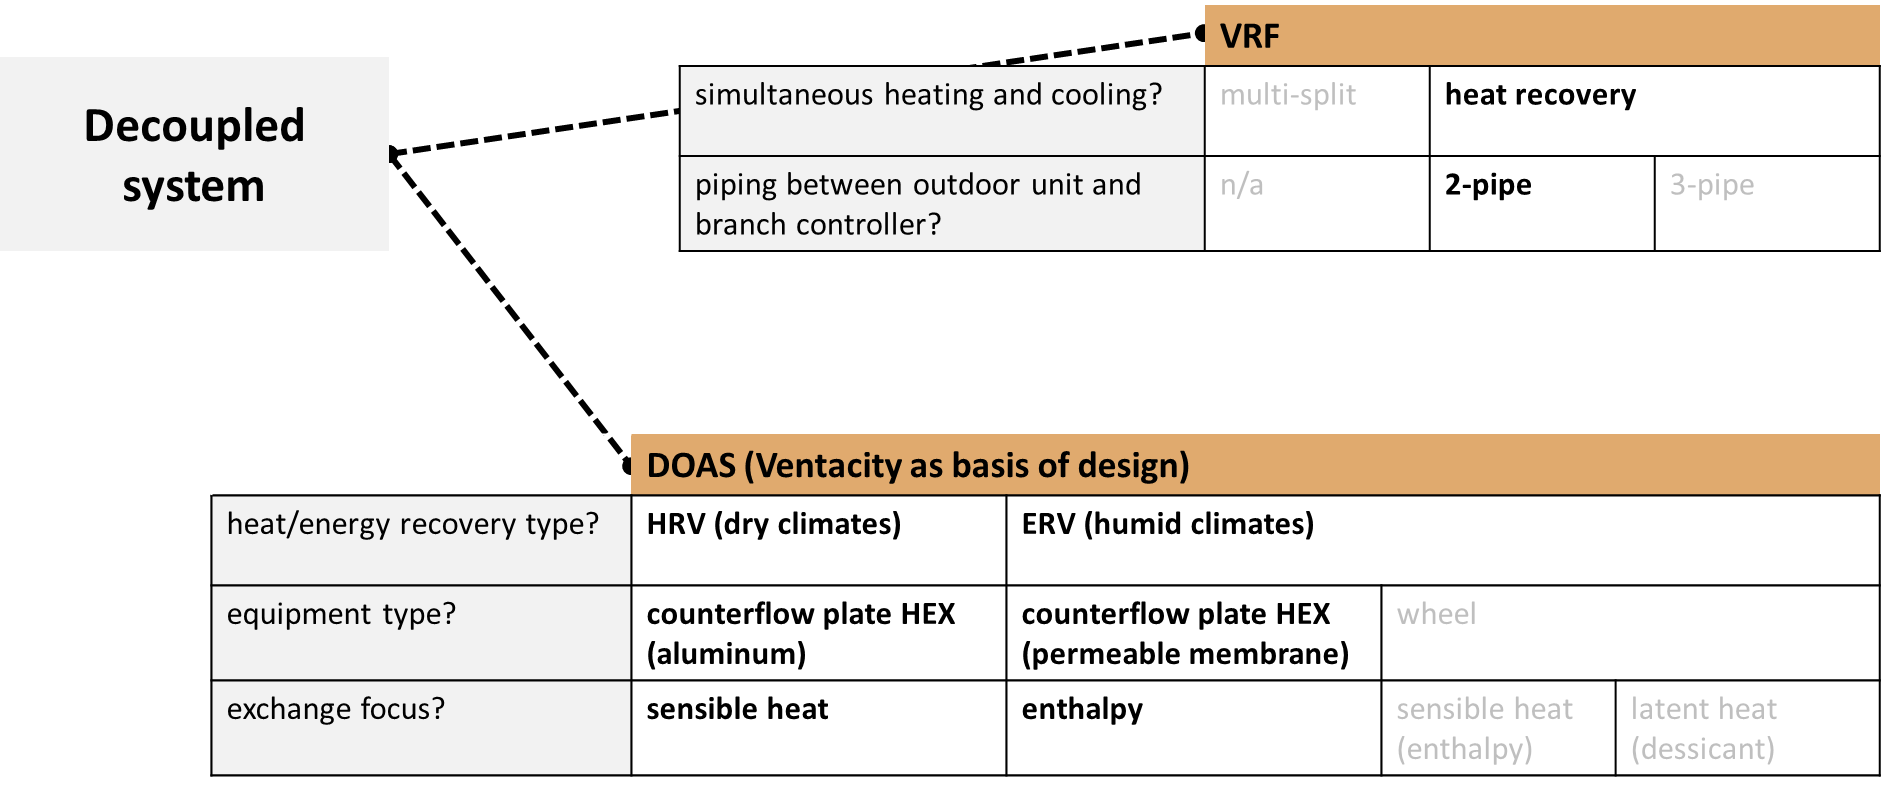 Decoupled
system
VRF
simultaneous heating and cooling?
multi-split
heat recovery
piping between outdoor unit and
branch controller?
n/a
2-pipe
3-pipe
DOAS (Ventacity as basis of design)
heat/energy recovery type?
HRV (dry climates)
ERV (humid climates)
equipment type?
counterflow plate HEX
(aluminum)
counterflow plate HEX
(permeable membrane)
wheel
exchange focus?
sensible heat
enthalpy
sensible heat
(enthalpy)
latent heat
(dessicant)